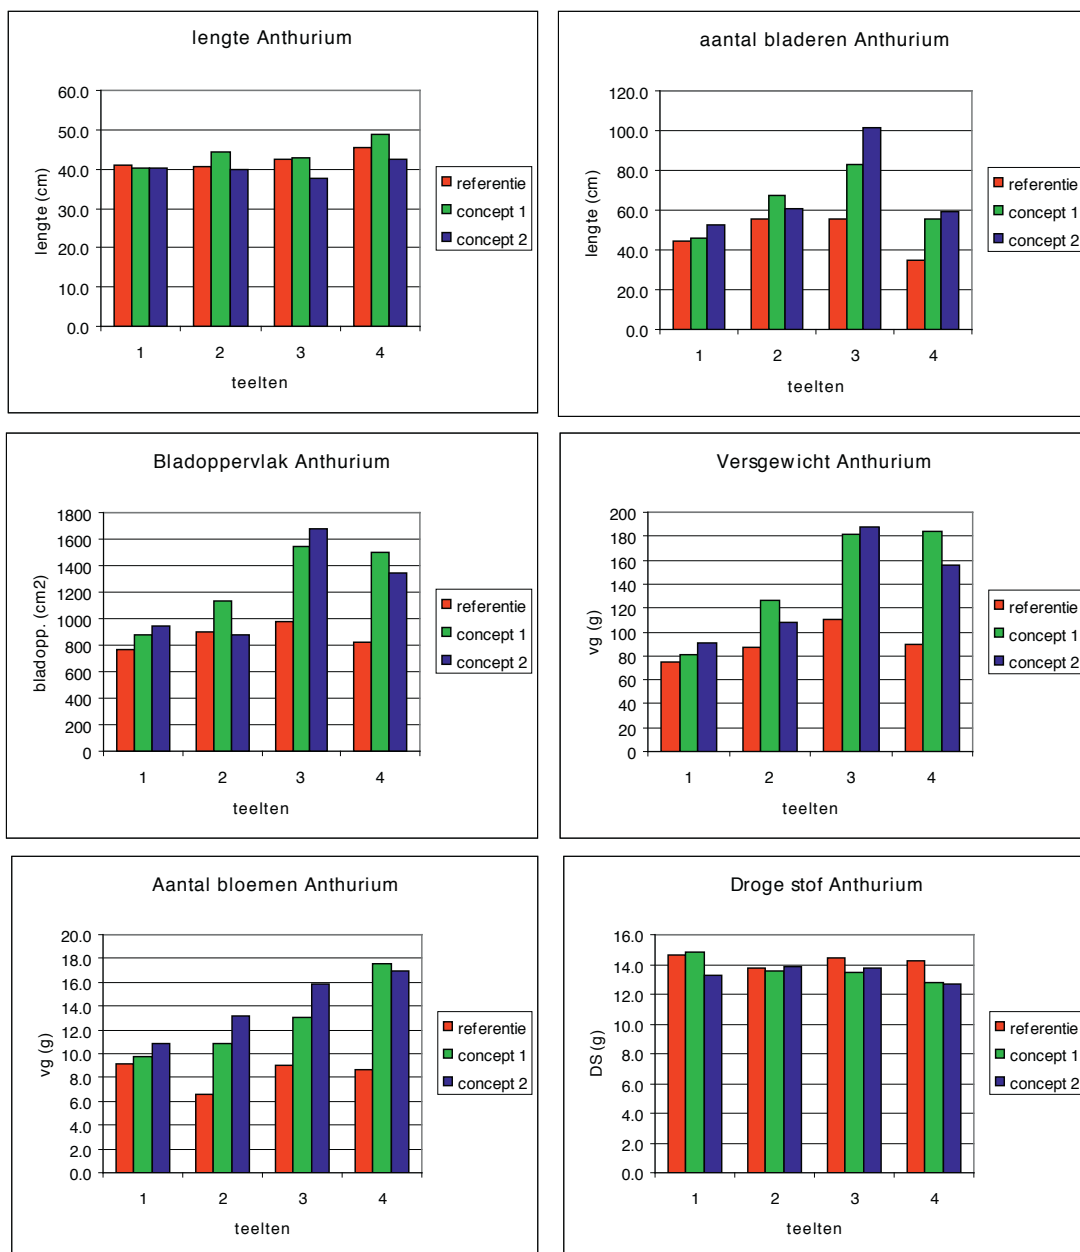 lengte Anthurium
60.0
50.0
40.0
30.0
20.0
10.0
0.0
lengte (cm)
1 2 3 4
teelten
referentie
concept 1
concept 2
aantal bladeren Anthurium
120.0
100.0
80.0
60.0
40.0
20.0
0.0
lengte (cm)
1 2 3 4
teelten
referentie
concept 1
concept 2
Bladoppervlak Anthurium
1800
1600
1400
1200
1000
800
600
400
200
0
bladopp. (cm2)
1 2 3 4
teelten
referentie
concept 1
concept 2
Versgewicht Anthurium
200
180
160
140
120
100
80
60
40
20
0
vg (g)
1 2 3 4
teelten
referentie
concept 1
concept 2
Aantal bloemen Anthurium
20.0
18.0
16.0
14.0
12.0
10.0
8.0
6.0
4.0
2.0
0.0
vg (g)
1 2 3 4
teelten
referentie
concept 1
concept 2
Droge stof Anthurium
16.0
14.0
12.0
10.0
8.0
6.0
4.0
2.0
0.0
DS (g)
1 2 3 4
teelten
referentie
concept 1
concept 2